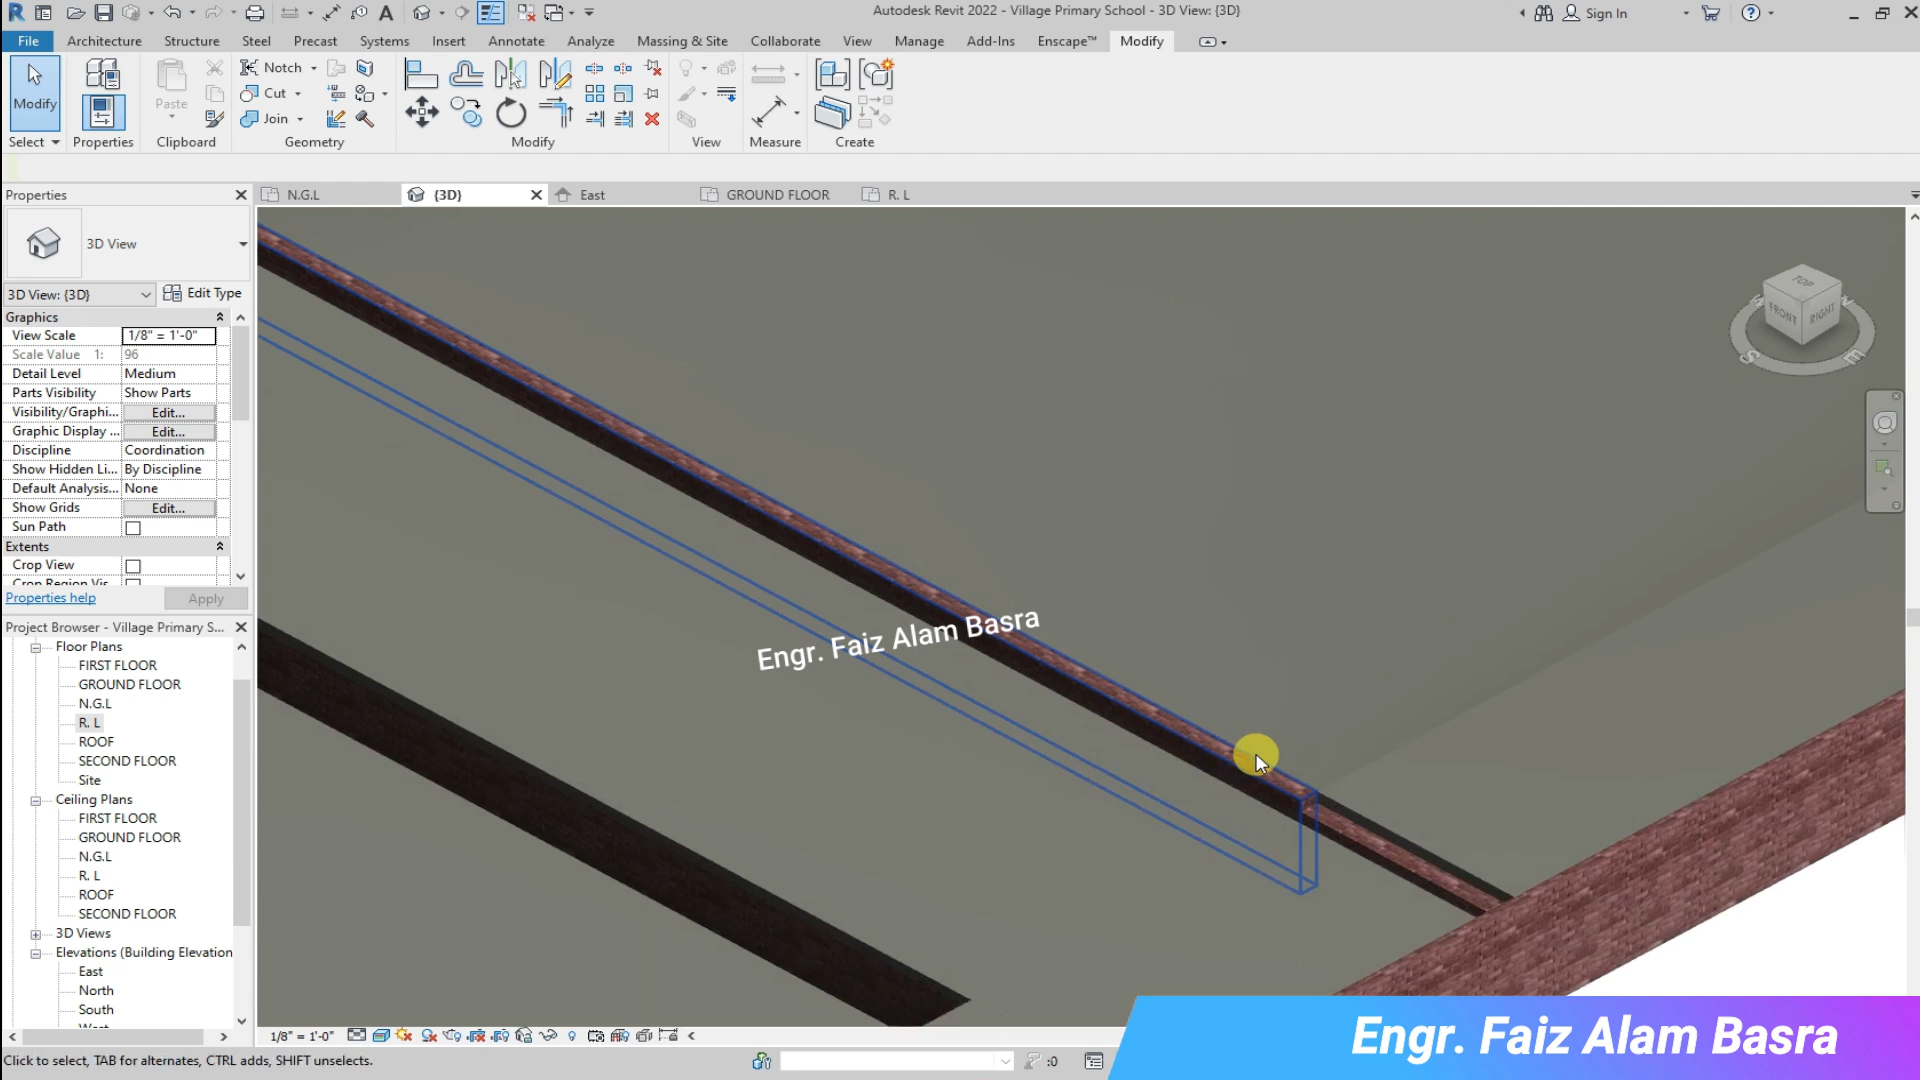 Autodesk Revit 2022 - Village Primary School - 3D View: {3D}
Sign In
File Architecture Structure Steel Precast Systems Insert Annotate Analyze Massing & Site Collaborate View Manage Add-Ins Enscape™ Modify
Modify
Paste
Notch
Cut
Join
Select Properties Clipboard Geometry Modify View Measure Create
Properties
N.G.L
{3D}
East
GROUND FLOOR
R. L
3D View
3D View: {3D}
Edit Type
Graphics
View Scale 1/8" = 1'-0"
Scale Value 1: 96
Detail Level Medium
Parts Visibility Show Parts
Visibility/Graphi... Edit...
Graphic Display ... Edit...
Discipline Coordination
Show Hidden Li... By Discipline
Default Analysis... None
Show Grids Edit...
Sun Path
Extents
Crop View
Crop Region Vis
Properties help
Apply
Project Browser - Village Primary S...
Floor Plans
FIRST FLOOR
GROUND FLOOR
N.G.L
R. L
ROOF
SECOND FLOOR
Site
Ceiling Plans
FIRST FLOOR
GROUND FLOOR
N.G.L
R. L
ROOF
SECOND FLOOR
3D Views
Elevations (Building Elevation
East
North
South
West
TOP
FRONT
RIGHT
S
E
Engr. Faiz Alam Basra
1/8" = 1'-0"
Click to select, TAB for alternates, CTRL adds, SHIFT unselects.
:0
Engr. Faiz Alam Basra